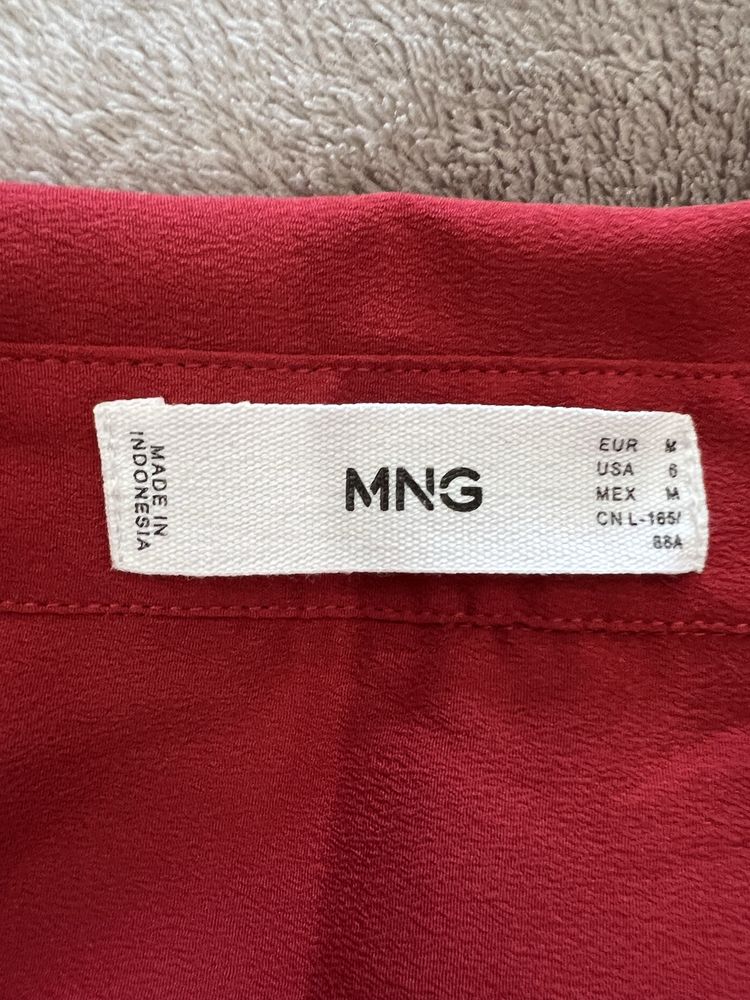 MADE IN
INDONESIA
MNG
EUR M
USA 6
MEX M
CN L-165/
88A